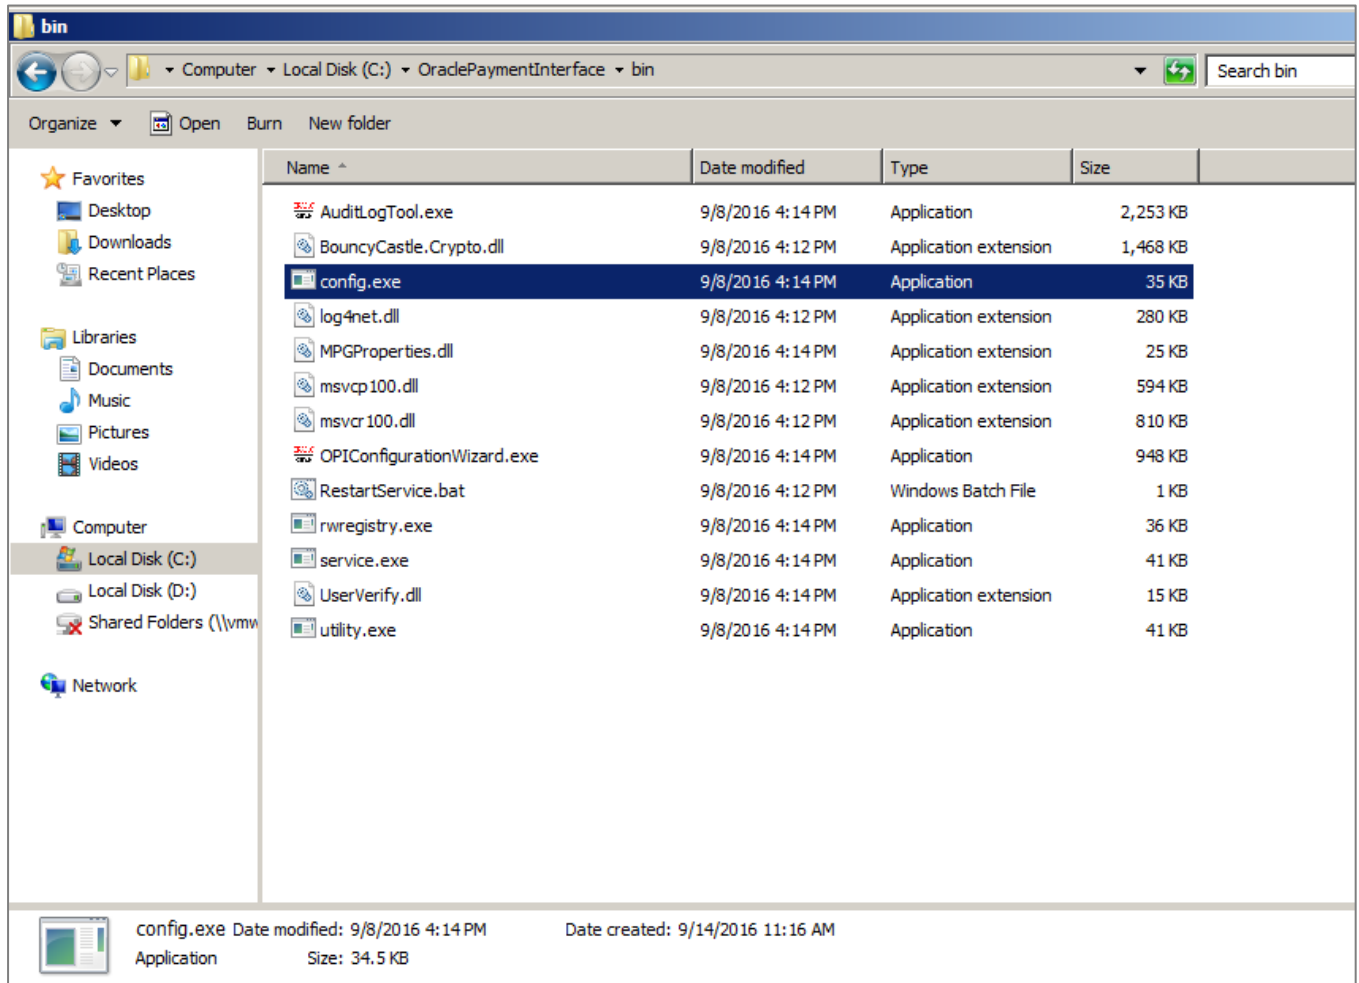 bin
Computer Local Disk (C:) OraclePaymentInterface bin
Search bin
Organize Open Burn New folder
Favorites
Desktop
Downloads
Recent Places
Libraries
Documents
Music
Pictures
Videos
Computer
Local Disk (C:)
Local Disk (D:)
Shared Folders (\\vmw
Network
Name Date modified Type Size
AuditLogTool.exe 9/8/2016 4:14 PM Application 2,253 KB
BouncyCastle.Crypto.dll 9/8/2016 4:12 PM Application extension 1,468 KB
config.exe 9/8/2016 4:14 PM Application 35 KB
log4net.dll 9/8/2016 4:12 PM Application extension 280 KB
MPGProperties.dll 9/8/2016 4:14 PM Application extension 25 KB
msvcp100.dll 9/8/2016 4:12 PM Application extension 594 KB
msvcr100.dll 9/8/2016 4:12 PM Application extension 810 KB
OPIConfigurationWizard.exe 9/8/2016 4:14 PM Application 948 KB
RestartService.bat 9/8/2016 4:12 PM Windows Batch File 1 KB
rwregistry.exe 9/8/2016 4:14 PM Application 36 KB
service.exe 9/8/2016 4:14 PM Application 41 KB
UserVerify.dll 9/8/2016 4:14 PM Application extension 15 KB
utility.exe 9/8/2016 4:14 PM Application 41 KB
config.exe Date modified: 9/8/2016 4:14 PM Date created: 9/14/2016 11:16 AM
Application Size: 34.5 KB